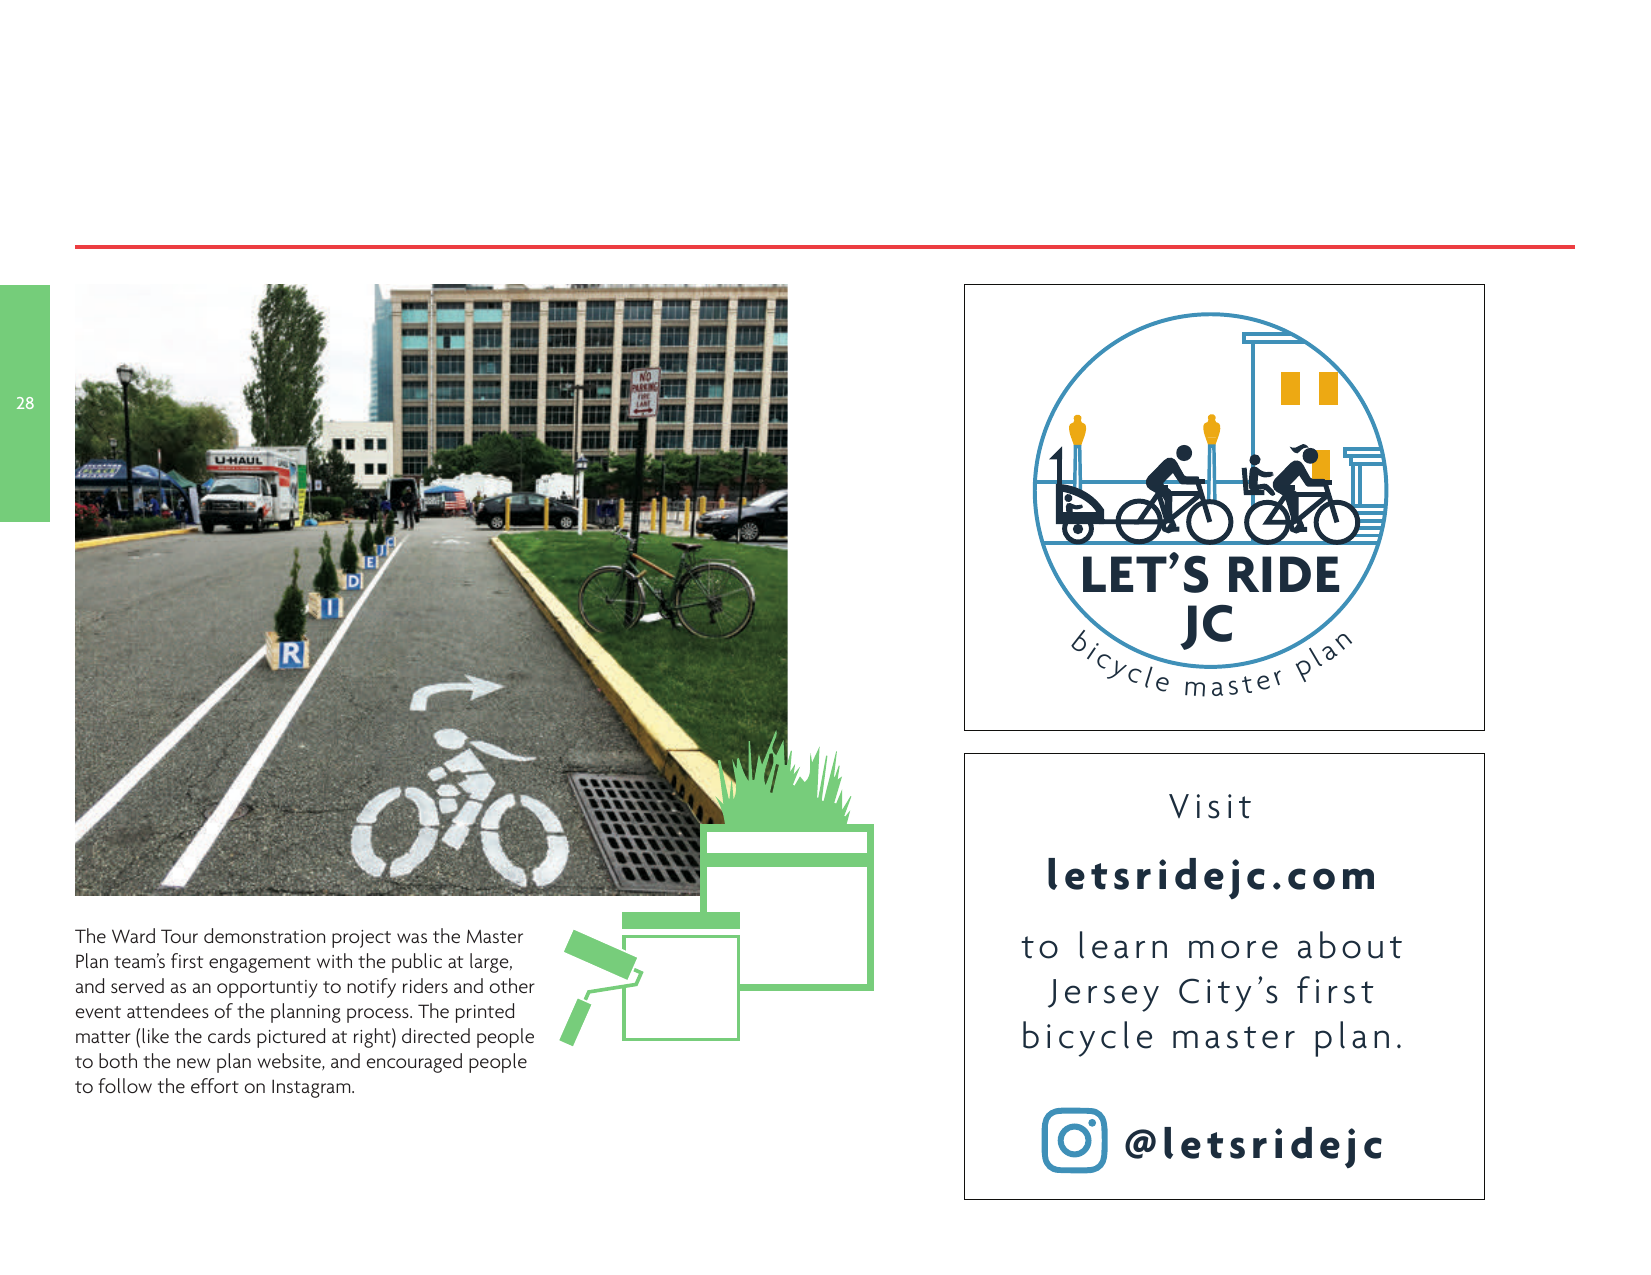 28
U-HAUL
NO
PARKING
FIRE
LANE
R
I
D
E
J
C
The Ward Tour demonstration project was the Master
Plan team’s first engagement with the public at large,
and served as an opportuntiy to notify riders and other
event attendees of the planning process. The printed
matter (like the cards pictured at right) directed people
to both the new plan website, and encouraged people
to follow the effort on Instagram.
LET’S RIDE
JC
bicycle master plan
Visit
letsridejc.com
to learn more about
Jersey City’s first
bicycle master plan.
@letsridejc